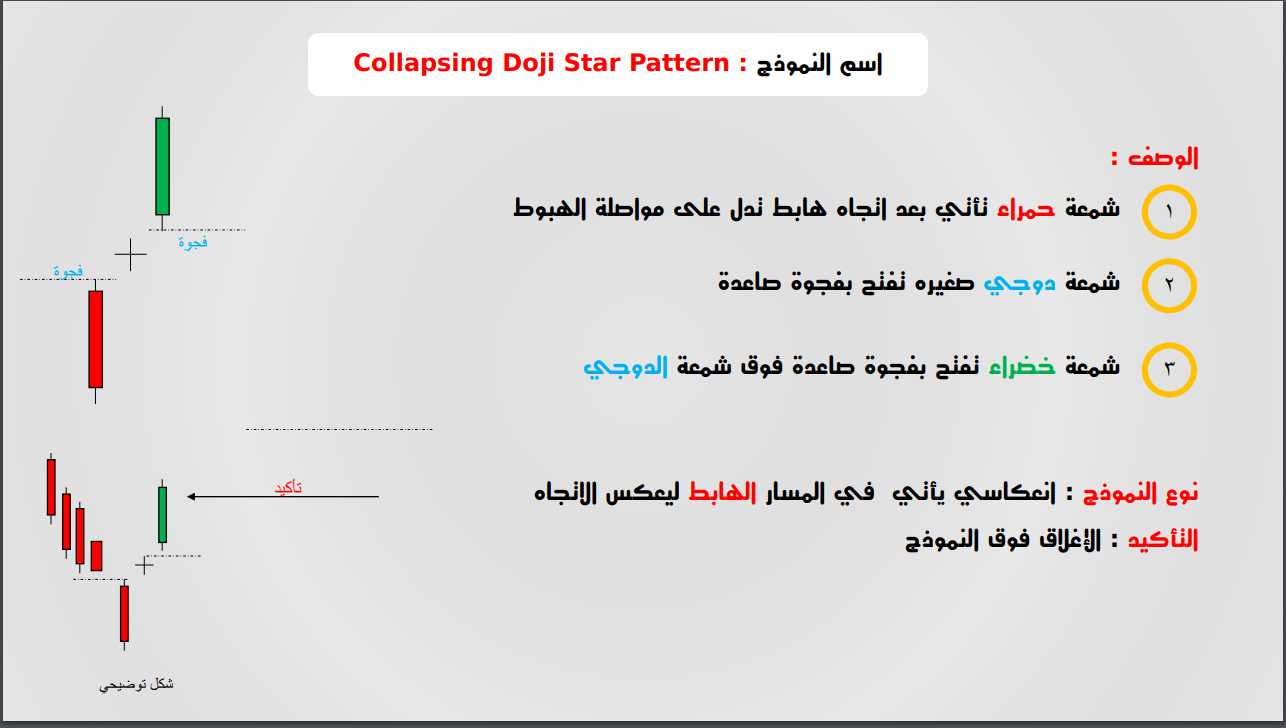 اسم النموذج : Collapsing Doji Star Pattern
الوصف :
١ شمعة حمراء تأتي بعد اتجاه هابط تدل على مواصلة الهبوط
٢ شمعة دوجي صغيره تفتح بفجوة صاعدة
٣ شمعة خضراء تفتح بفجوة صاعدة فوق شمعة الدوجي
فجوة
فجوة
نوع النموذج : انعكاسي يأتي في المسار الهابط ليعكس الاتجاه
التأكيد : الإغلاق فوق النموذج
تأكيد
شكل توضيحي